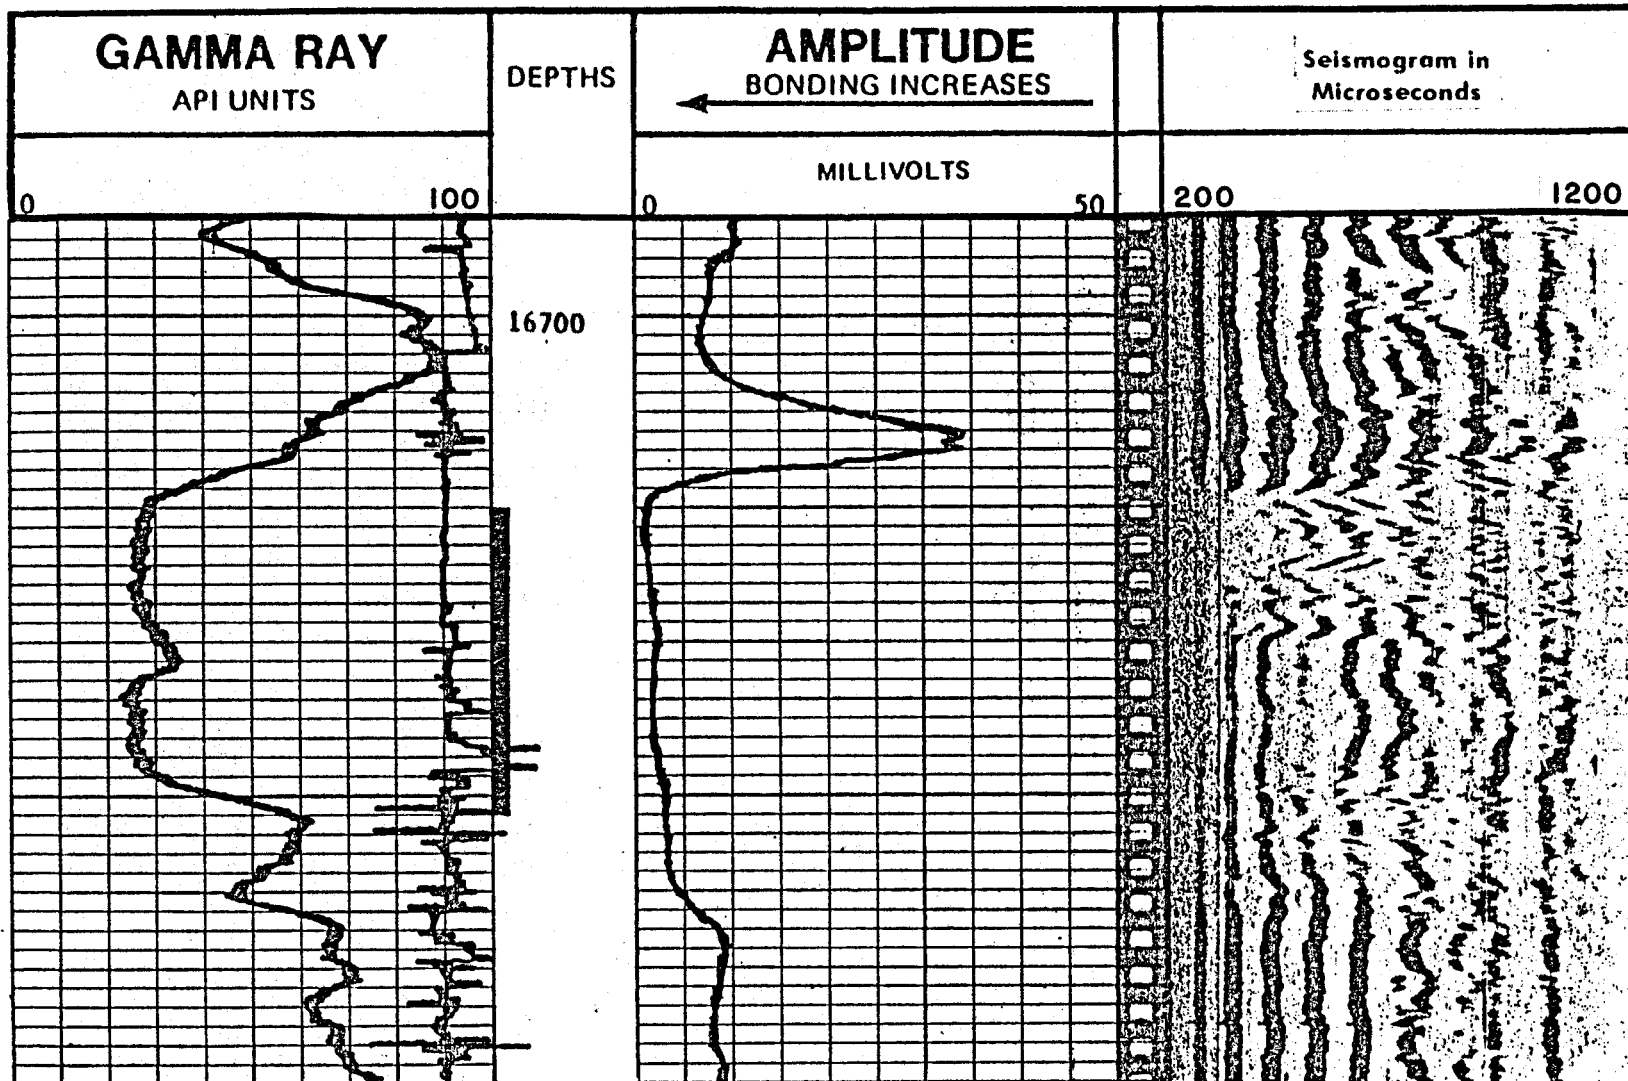 GAMMA RAY
API UNITS
0 100
DEPTHS
16700
AMPLITUDE
BONDING INCREASES
MILLIVOLTS
0 50
Seismogram in
Microseconds
200 1200